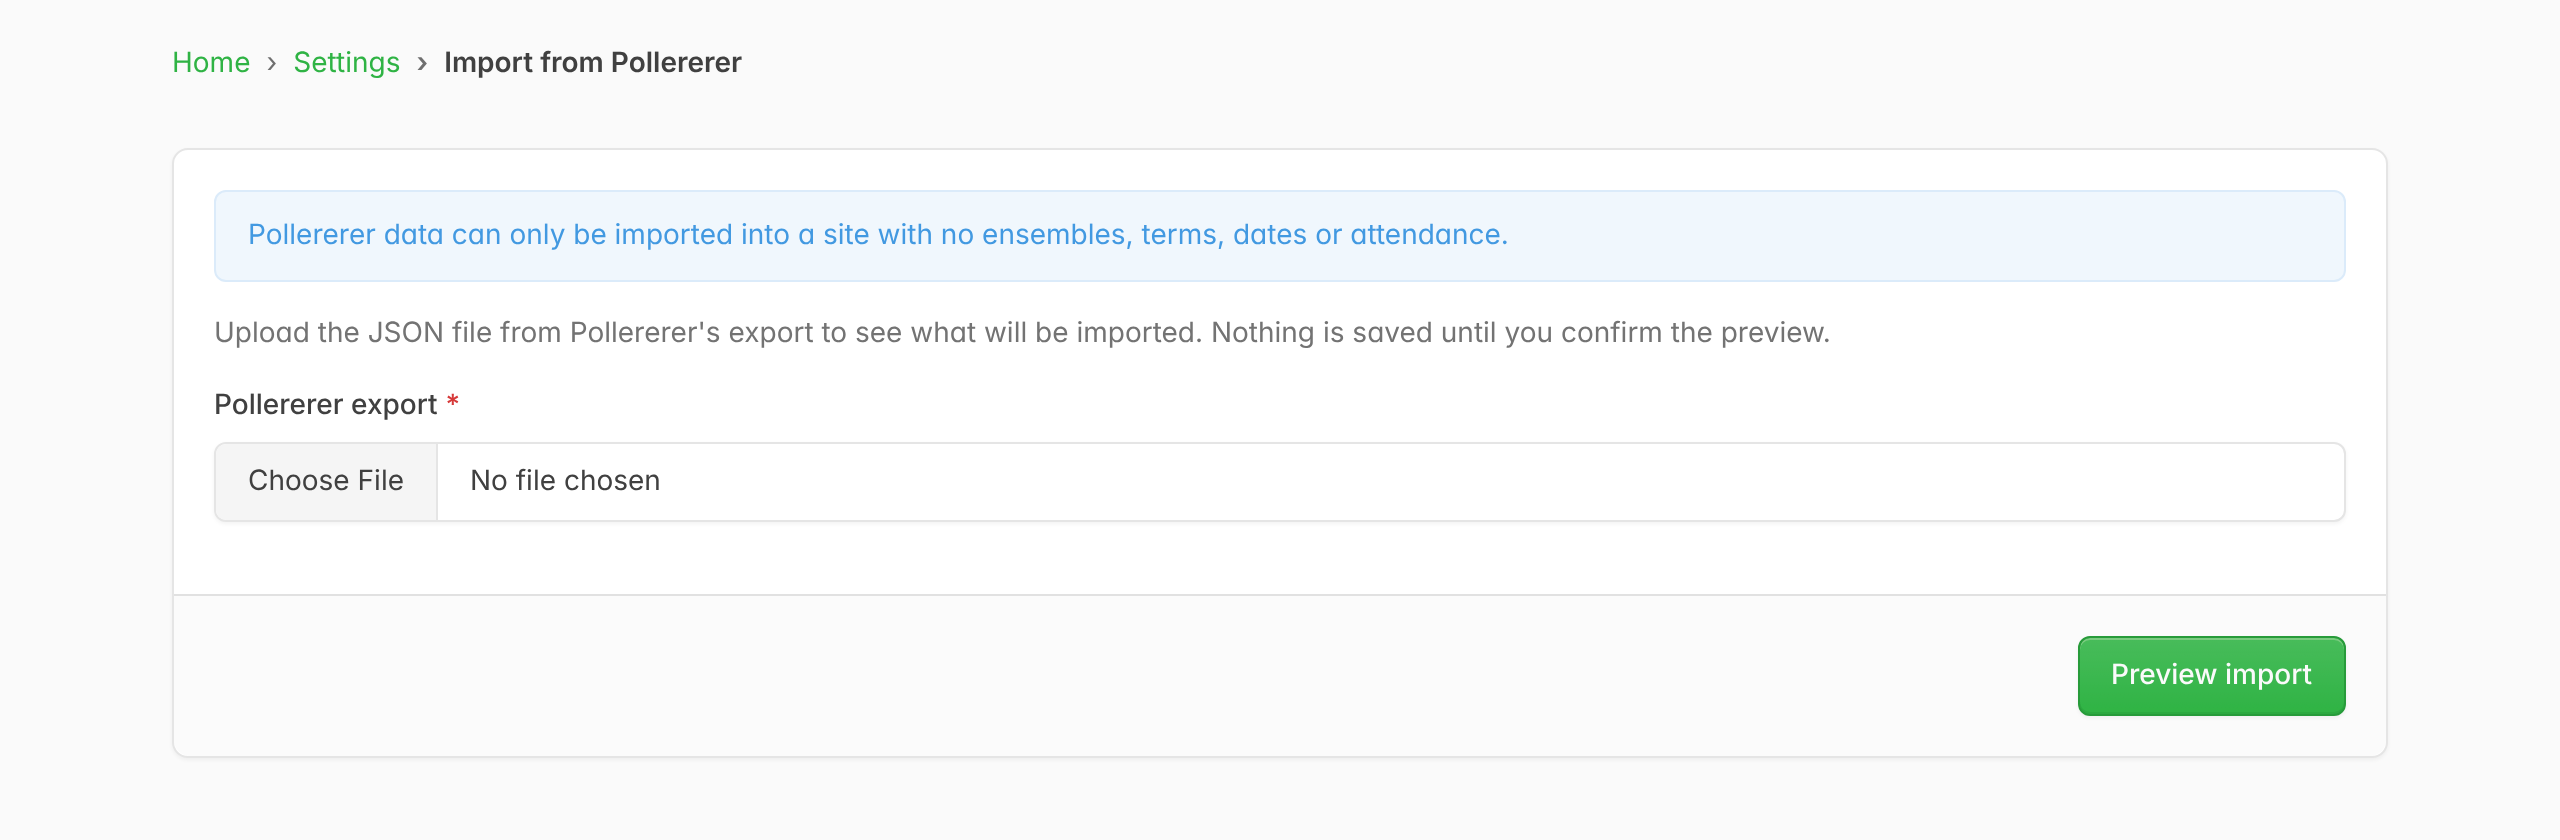 Home › Settings › Import from Pollererer
Pollererer data can only be imported into a site with no ensembles, terms, dates or attendance.
Upload the JSON file from Pollererer's export to see what will be imported. Nothing is saved until you confirm the preview.
Pollererer export *
Choose File No file chosen
Preview import